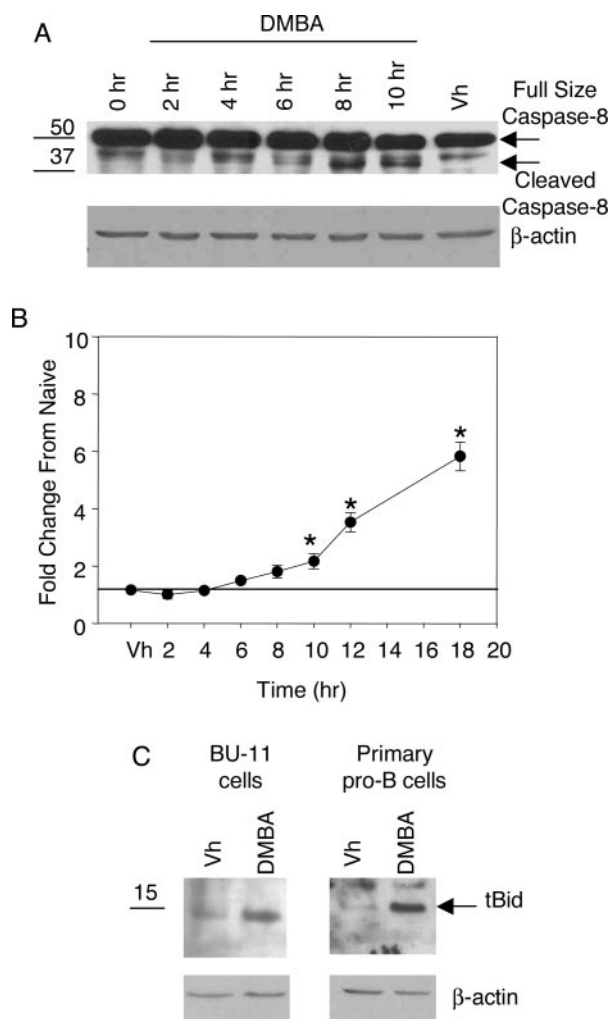 A
DMBA
0 hr 2 hr 4 hr 6 hr 8 hr 10 hr Vh
Full Size
Caspase-8
50
37
Cleaved
Caspase-8
β-actin
B
Fold Change From Naive
10
8
6
4
2
0
* * *
Vh 2 4 6 8 10 12 14 16 18 20
Time (hr)
C
BU-11
cells
Primary
pro-B cells
Vh DMBA Vh DMBA
15
tBid
β-actin